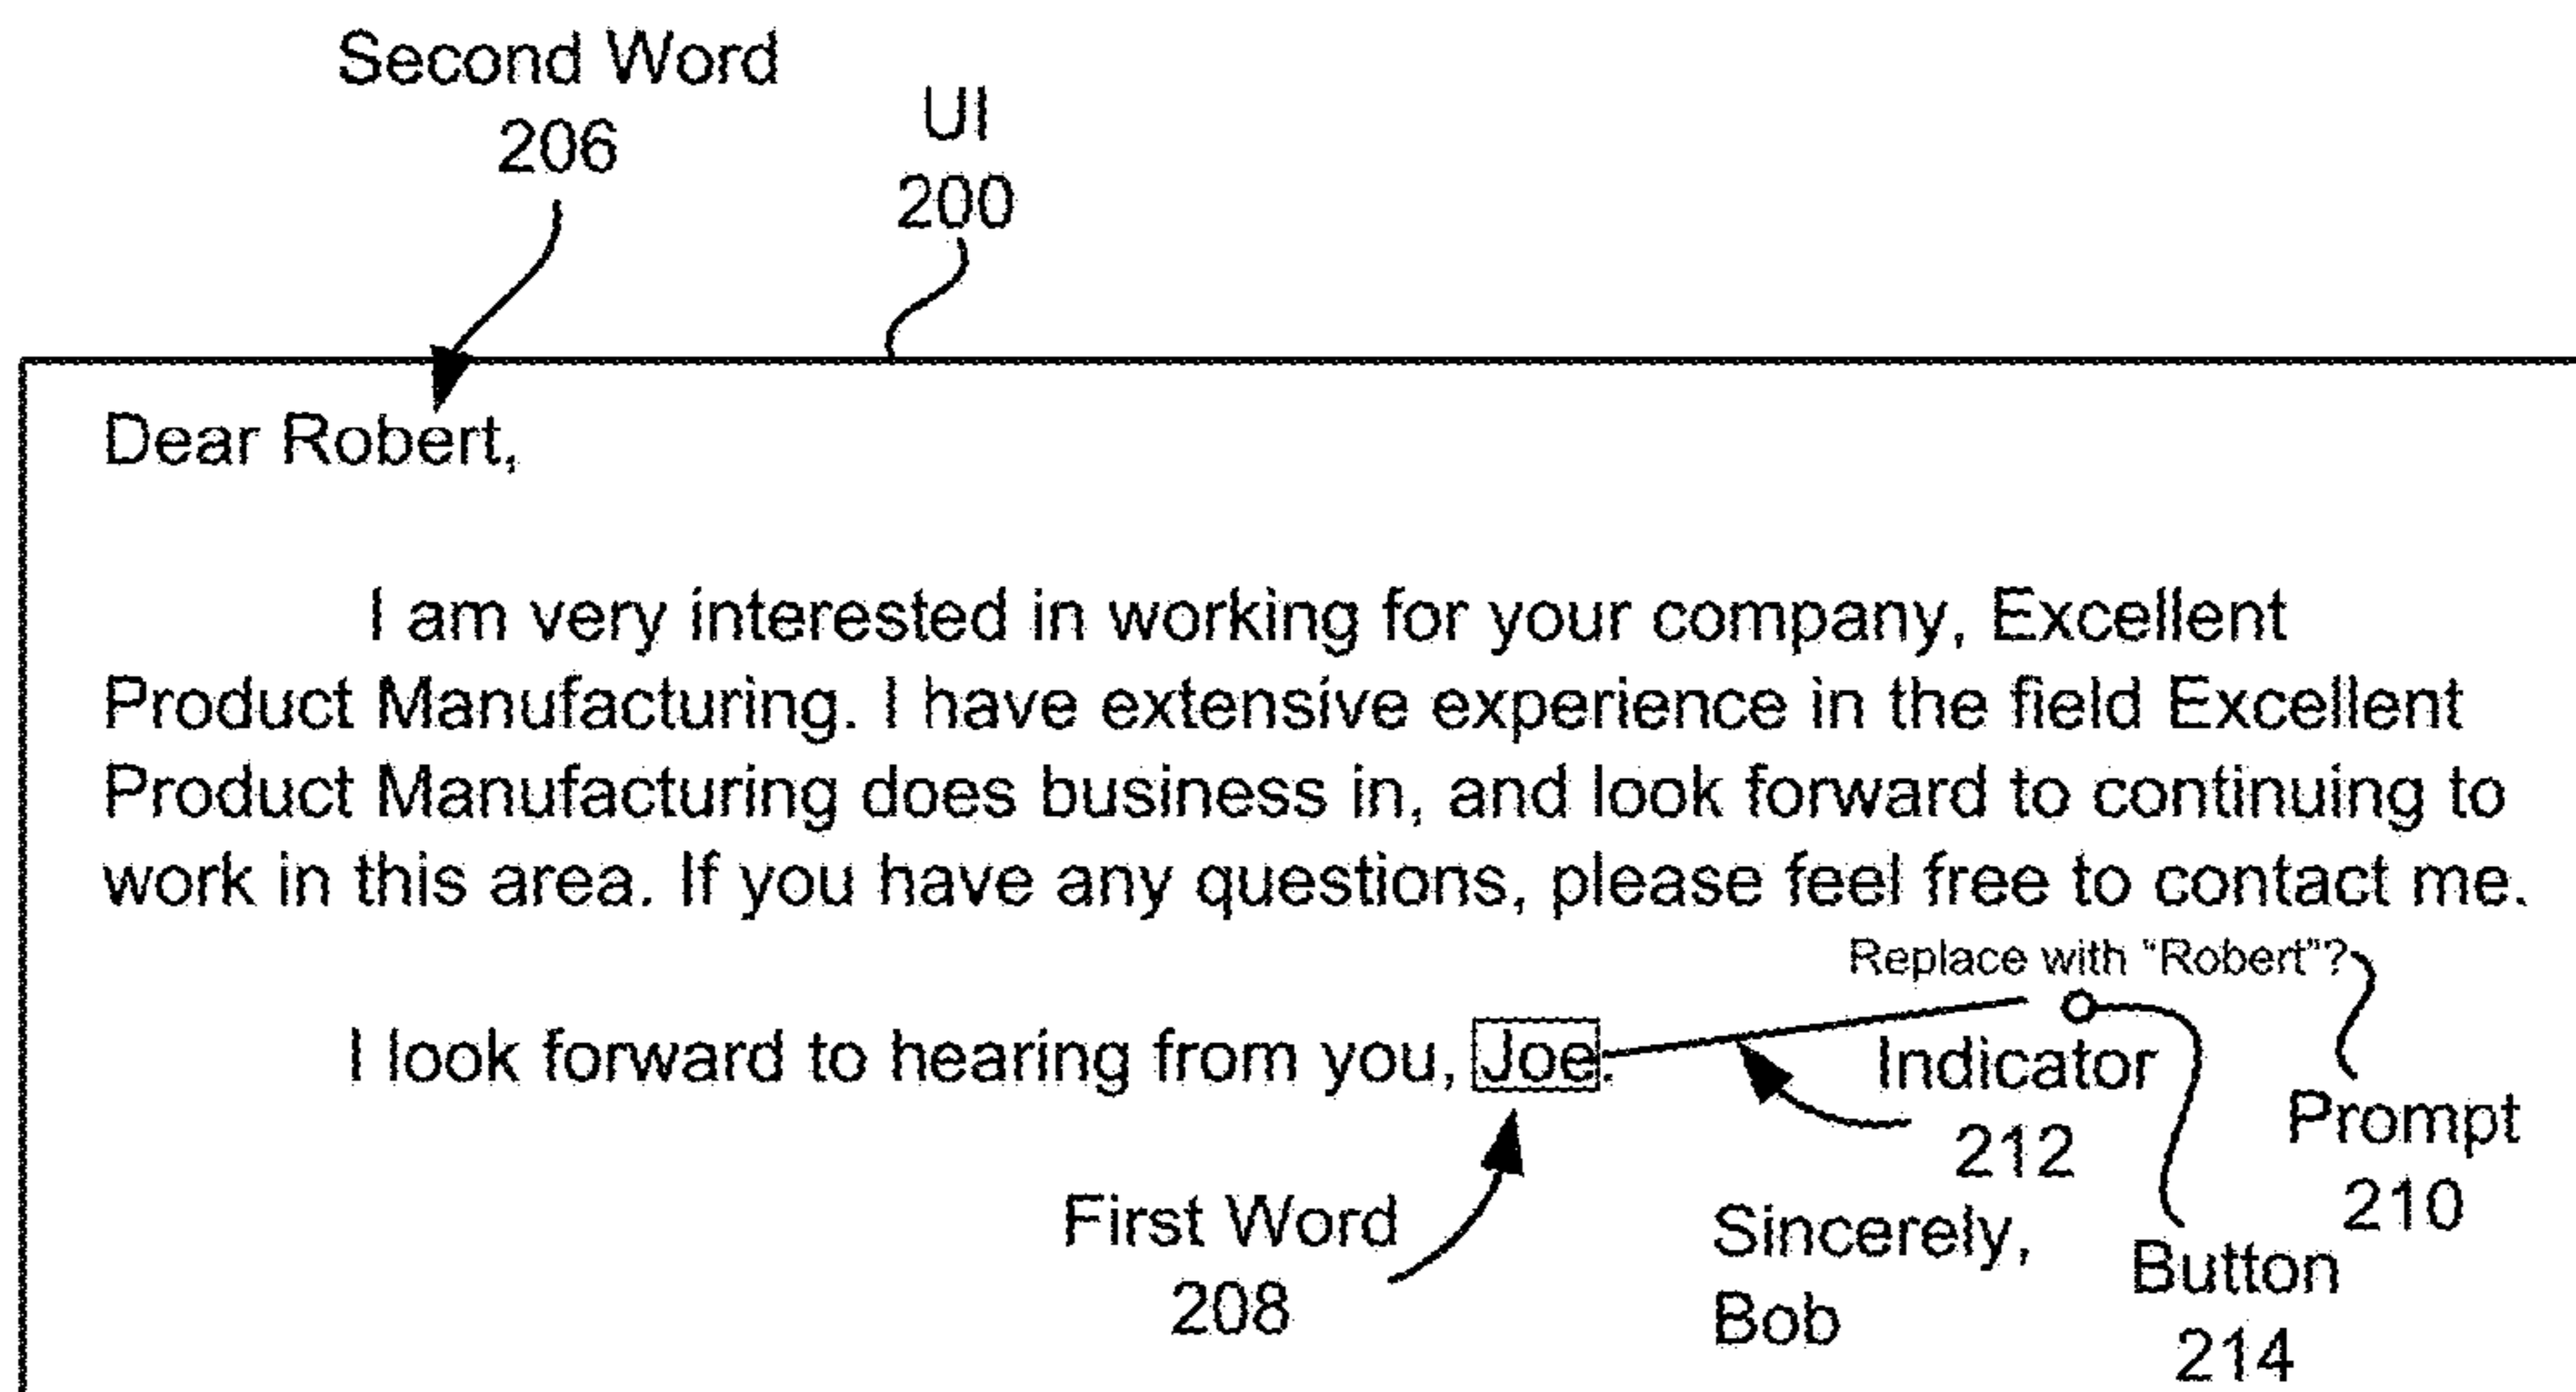 Second Word
206
UI
200
Dear Robert,
I am very interested in working for your company, Excellent
Product Manufacturing. I have extensive experience in the field Excellent
Product Manufacturing does business in, and look forward to continuing to
work in this area. If you have any questions, please feel free to contact me.
Replace with "Robert"?
I look forward to hearing from you, Joe.
Indicator
212
Prompt
210
First Word
208
Sincerely,
Bob
Button
214